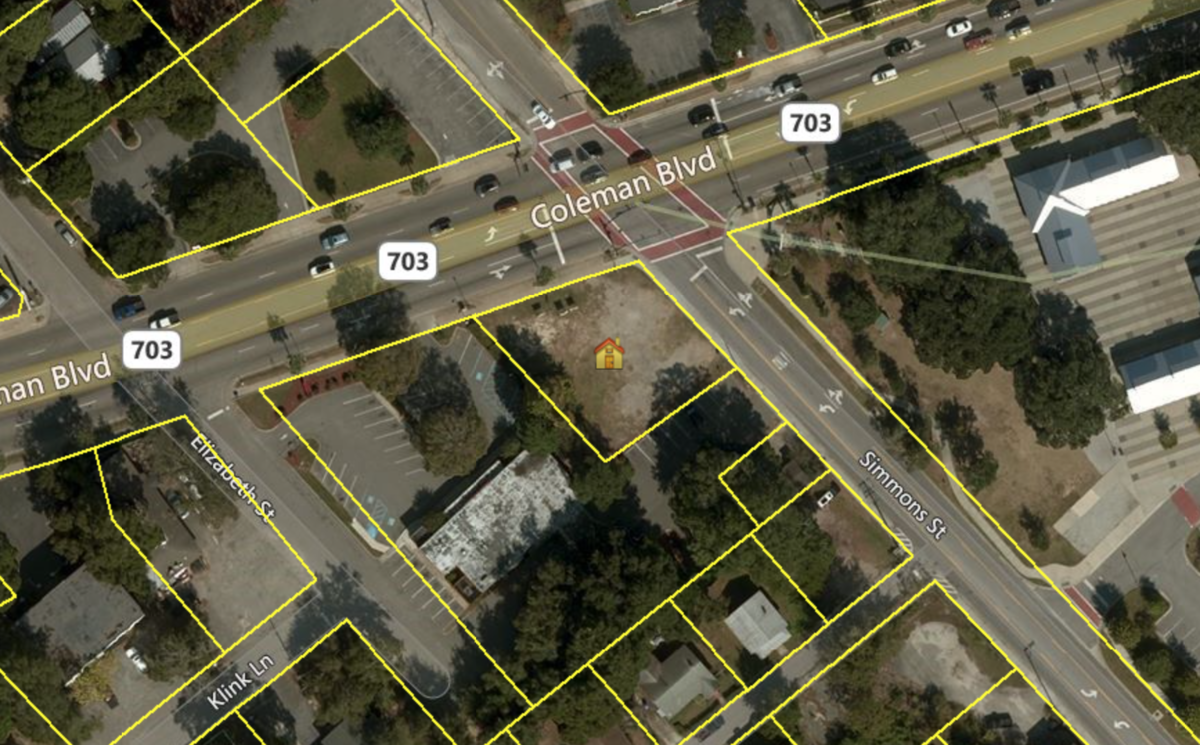 703
Coleman Blvd
703
703
man Blvd
Elizabeth St
Simmons St
Klink Ln